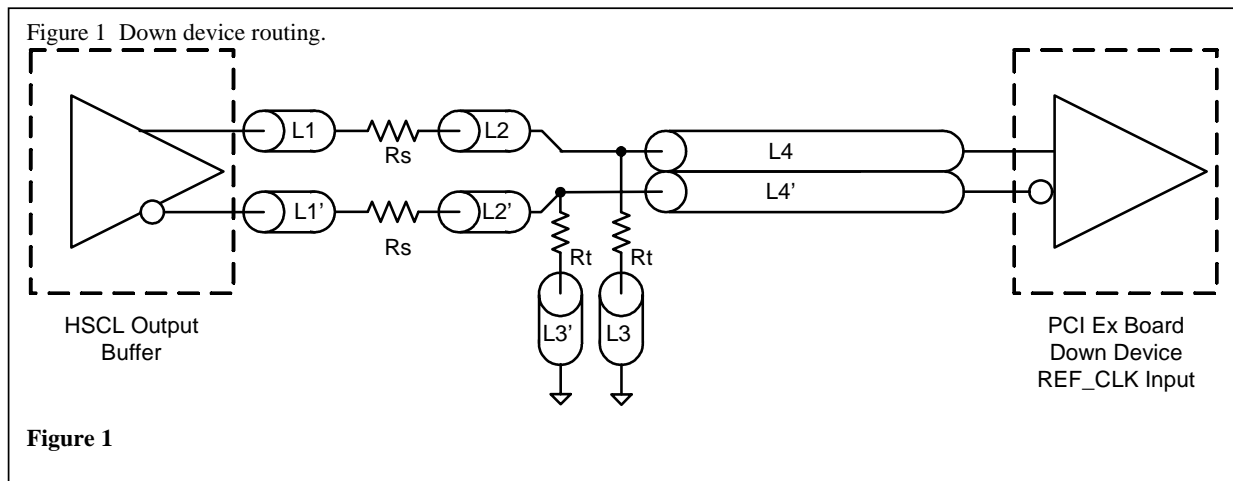 Figure 1  Down device routing.
L1
Rs
L2
L4
L1'
Rs
L2'
L4'
Rt
Rt
L3'
L3
HSCL Output
Buffer
PCI Ex Board
Down Device
REF_CLK Input
Figure 1